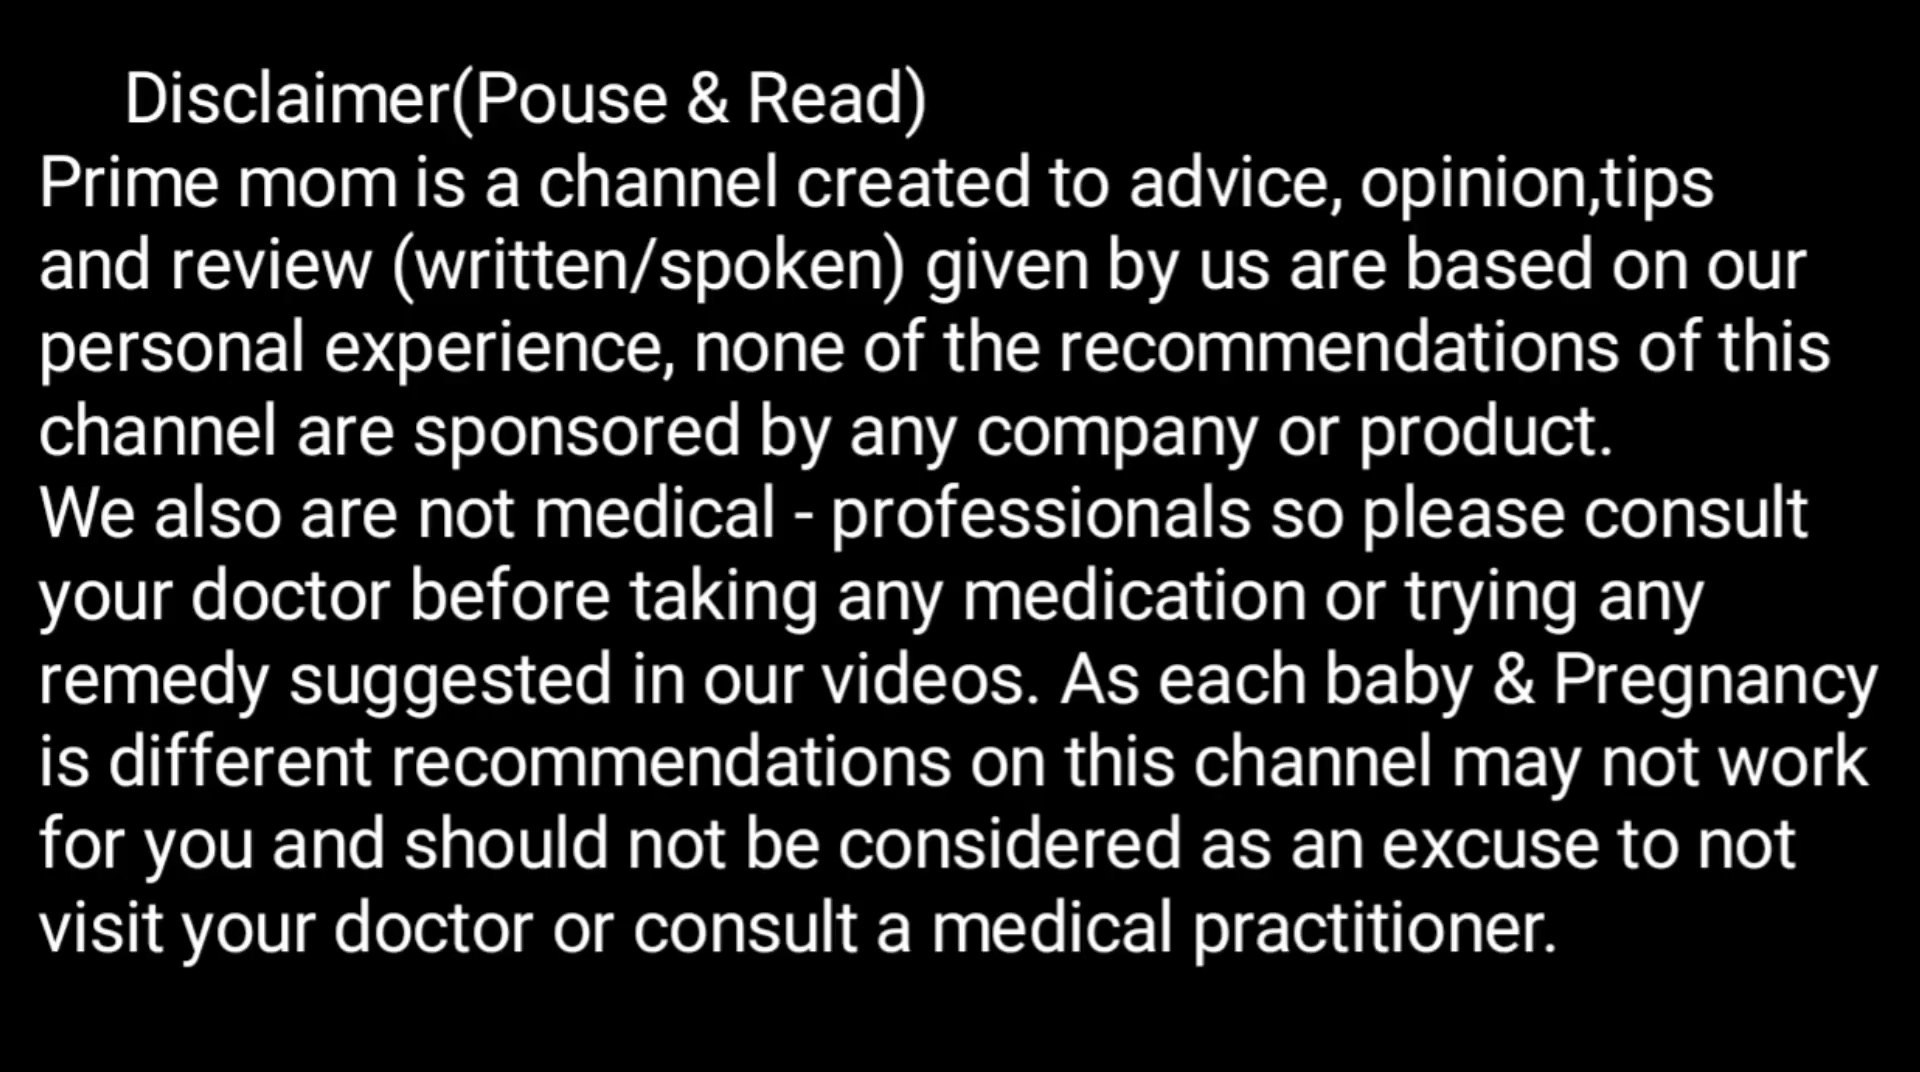 Disclaimer(Pouse & Read)
Prime mom is a channel created to advice, opinion,tips
and review (written/spoken) given by us are based on our
personal experience, none of the recommendations of this
channel are sponsored by any company or product.
We also are not medical - professionals so please consult
your doctor before taking any medication or trying any
remedy suggested in our videos. As each baby & Pregnancy
is different recommendations on this channel may not work
for you and should not be considered as an excuse to not
visit your doctor or consult a medical practitioner.